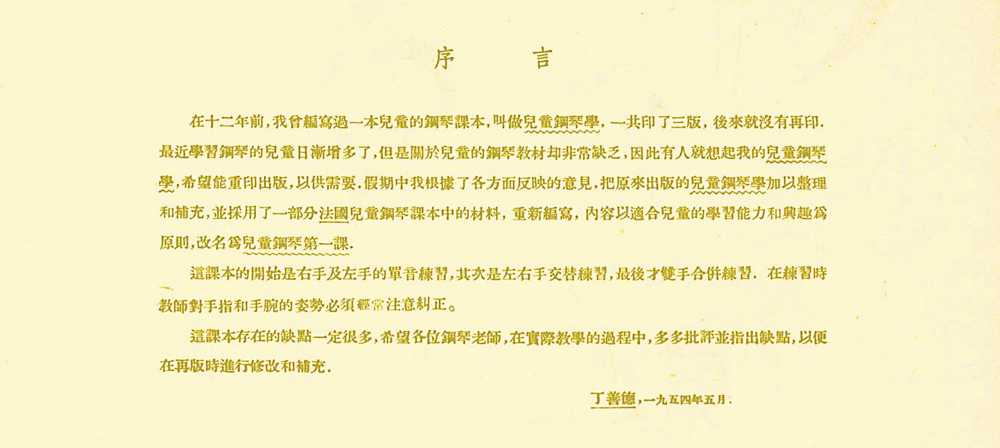 序言
在十二年前,我曾編寫過一本兒童的鋼琴課本,叫做兒童鋼琴學,一共印了三版,後來就沒有再印.
最近學習鋼琴的兒童日漸增多了,但是關於兒童的鋼琴教材却非常缺乏,因此有人就想起我的兒童鋼琴
學,希望能重印出版,以供需要.假期中我根據了各方面反映的意見,把原來出版的兒童鋼琴學加以整理
和補充,並採用了一部分法國兒童鋼琴課本中的材料,重新編寫,內容以適合兒童的學習能力和興趣爲
原則,改名爲兒童鋼琴第一課.
這課本的開始是右手及左手的單音練習,其次是左右手交替練習,最後才雙手合併練習.在練習時
教師對手指和手腕的姿勢必須經常注意糾正。
這課本存在的缺點一定很多,希望各位鋼琴老師,在實際教學的過程中,多多批評並指出缺點,以便
在再版時進行修改和補充.
丁善德,一九五四年五月.